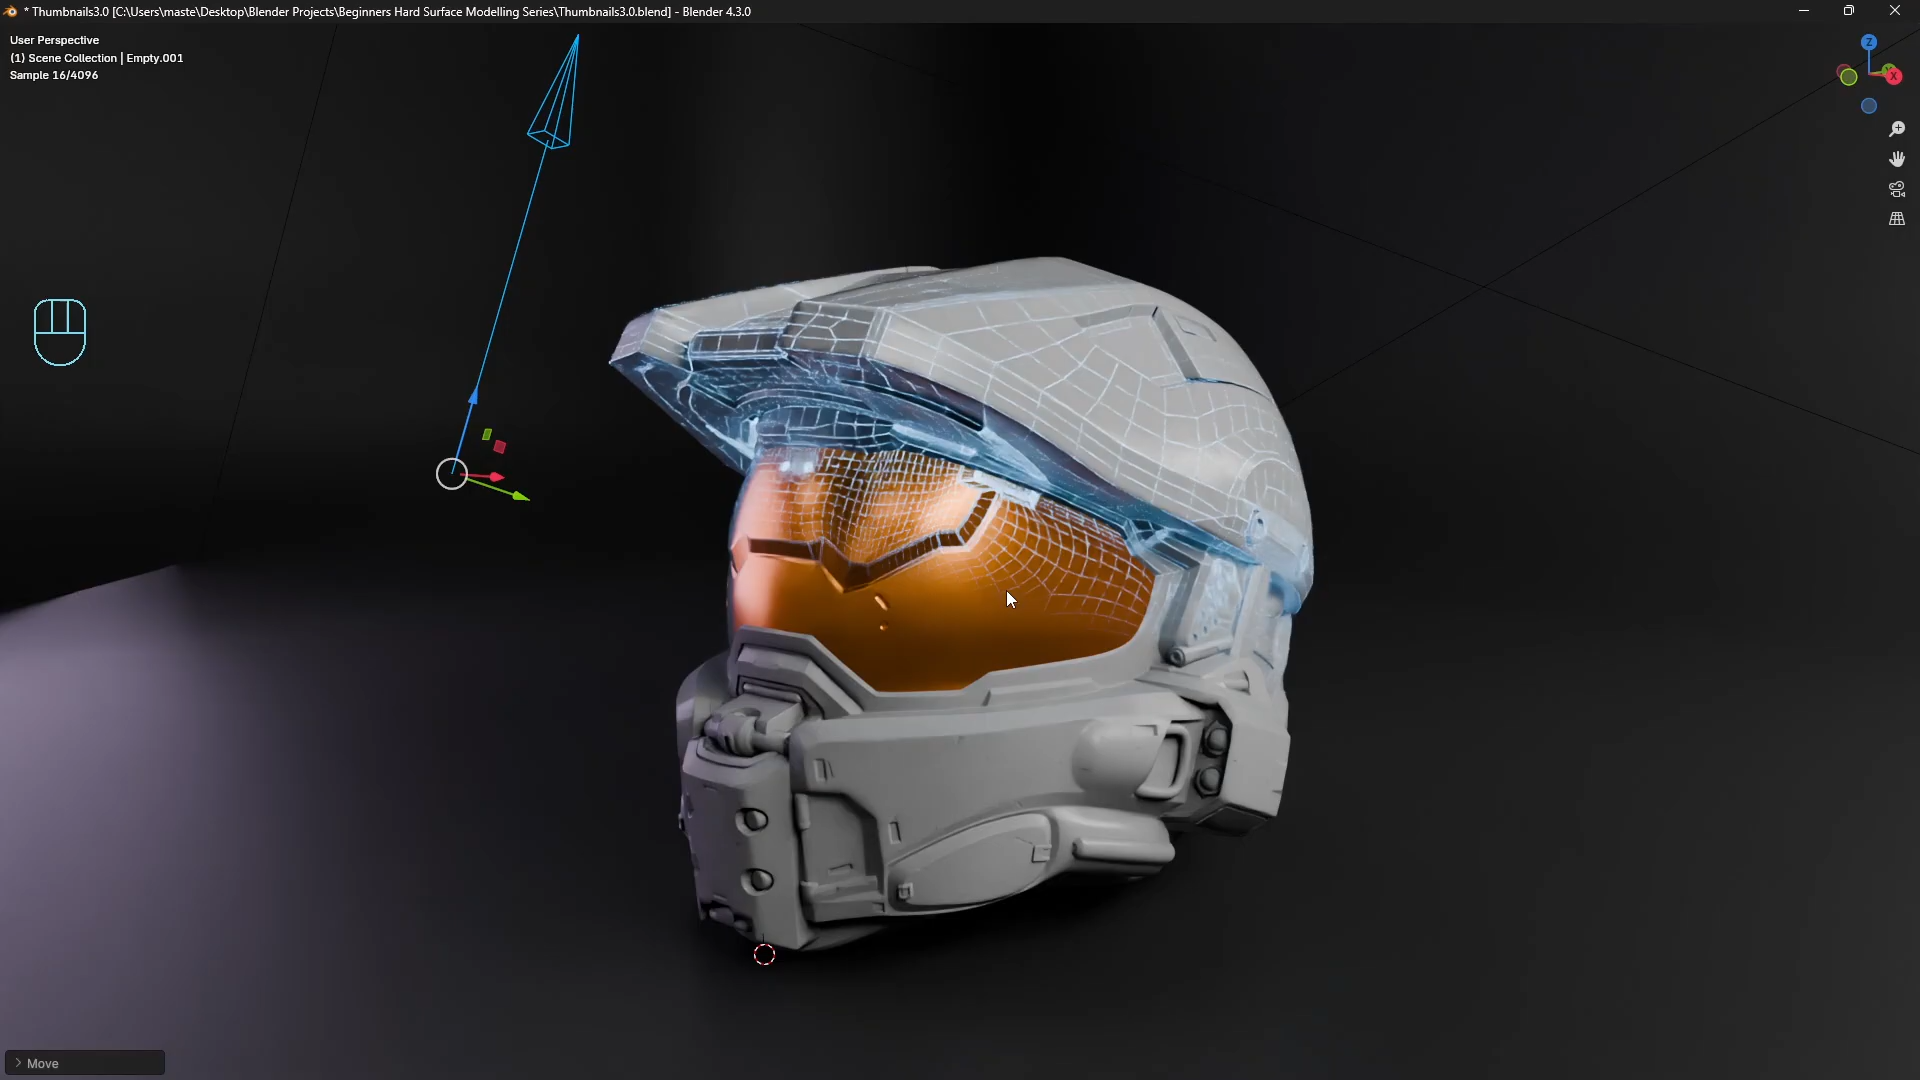 * Thumbnails3.0 [C:\Users\maste\Desktop\Blender Projects\Beginners Hard Surface Modelling Series\Thumbnails3.0.blend] - Blender 4.3.0
User Perspective
(1) Scene Collection | Empty.001
Sample 16/4096
Z
Y
X
Move